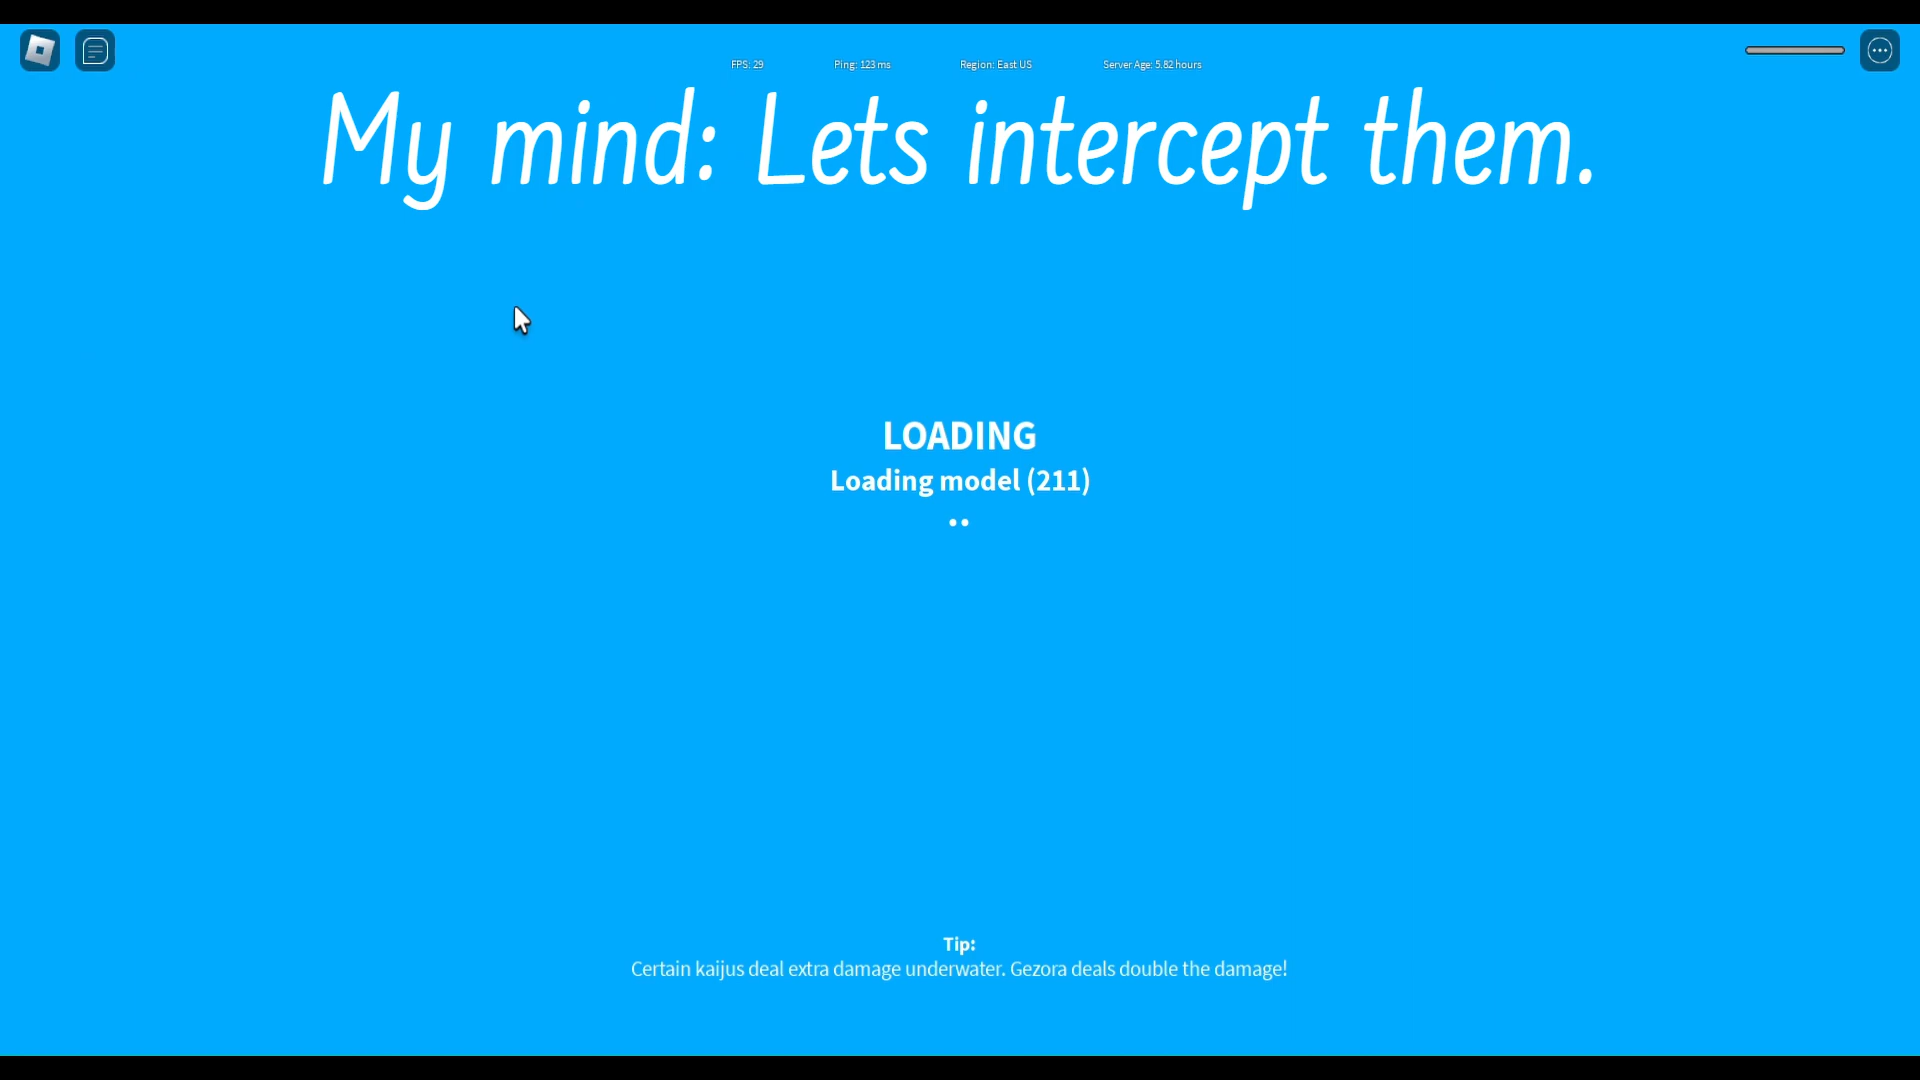 FPS: 29 Ping: 123 ms Region: East US Server Age: 5.82 hours
My mind: Lets intercept them.
LOADING
Loading model (211)
••
Tip:
Certain kaijus deal extra damage underwater. Gezora deals double the damage!